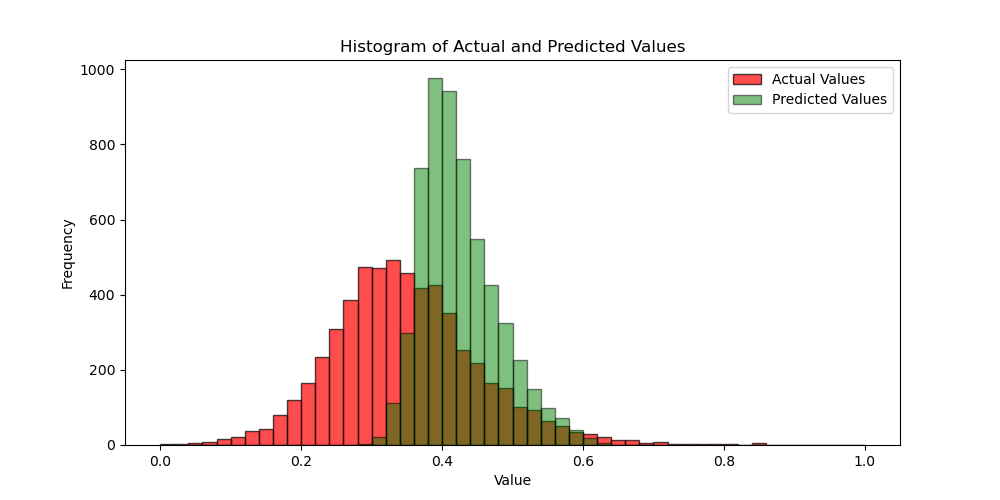 Histogram of Actual and Predicted Values
Actual Values
Predicted Values
1000
800
600
400
200
0
Frequency
0.0 0.2 0.4 0.6 0.8 1.0
Value